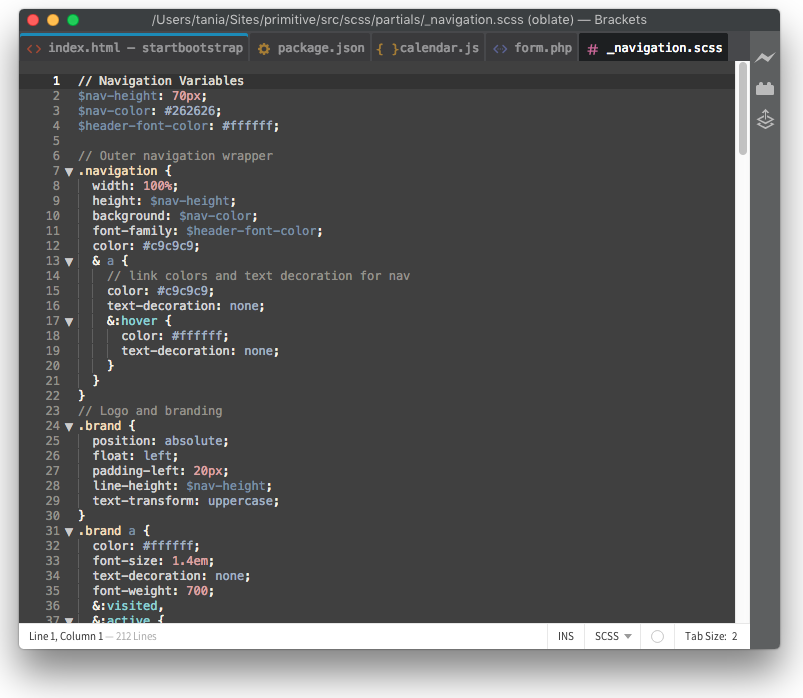 /Users/tania/Sites/primitive/src/scss/partials/_navigation.scss (oblate) — Brackets
<> index.html — startbootstrap package.json { }calendar.js <> form.php # _navigation.scss
1 // Navigation Variables
2 $nav-height: 70px;
3 $nav-color: #262626;
4 $header-font-color: #ffffff;
5
6 // Outer navigation wrapper
7 ▼ .navigation {
8 width: 100%;
9 height: $nav-height;
10 background: $nav-color;
11 font-family: $header-font-color;
12 color: #c9c9c9;
13 ▼ & a {
14 // link colors and text decoration for nav
15 color: #c9c9c9;
16 text-decoration: none;
17 ▼ &:hover {
18 color: #ffffff;
19 text-decoration: none;
20 }
21 }
22 }
23 // Logo and branding
24 ▼ .brand {
25 position: absolute;
26 float: left;
27 padding-left: 20px;
28 line-height: $nav-height;
29 text-transform: uppercase;
30 }
31 ▼ .brand a {
32 color: #ffffff;
33 font-size: 1.4em;
34 text-decoration: none;
35 font-weight: 700;
36 &:visited,
37 ▼ &:active {
Line 1, Column 1 — 212 Lines INS SCSS ▼ Tab Size: 2